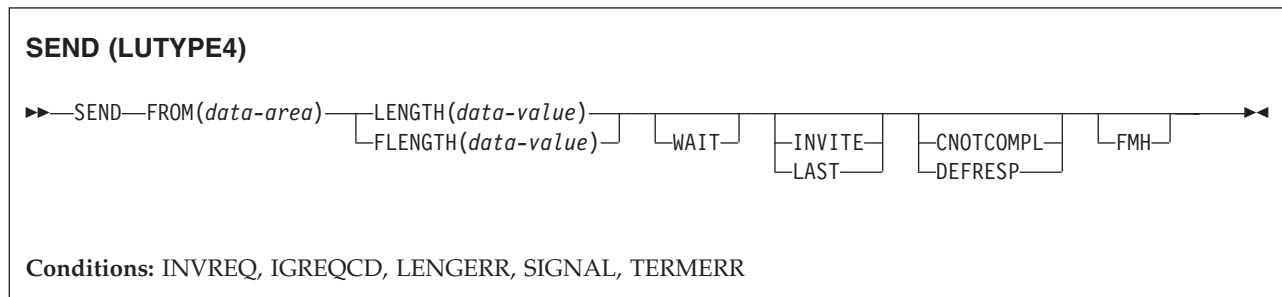 SEND (LUTYPE4)
SEND FROM(data-area) LENGTH(data-value)
FLENGTH(data-value) WAIT INVITE CNOTCOMPL FMH
LAST DEFRESP
Conditions: INVREQ, IGREQCD, LENGERR, SIGNAL, TERMERR